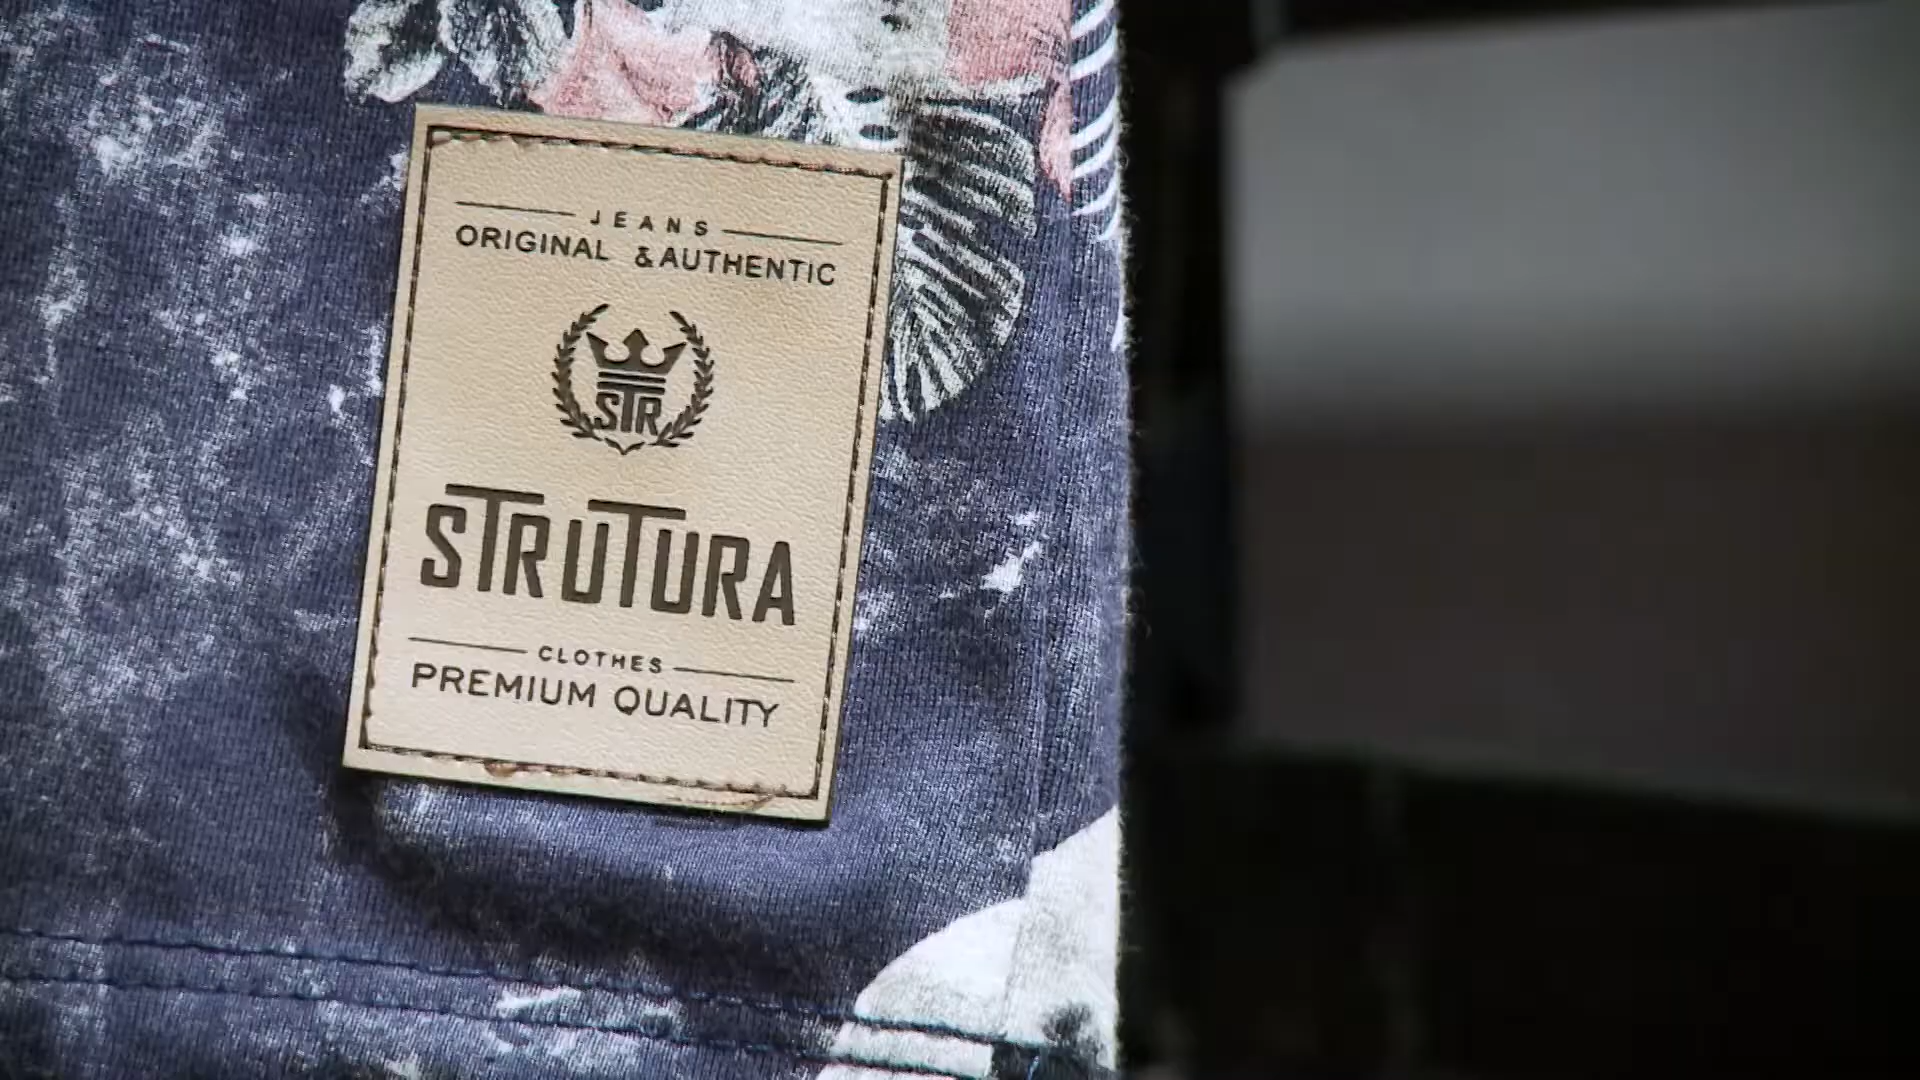 JEANS
ORIGINAL &AUTHENTIC
STR
STRUTURA
CLOTHES
PREMIUM QUALITY